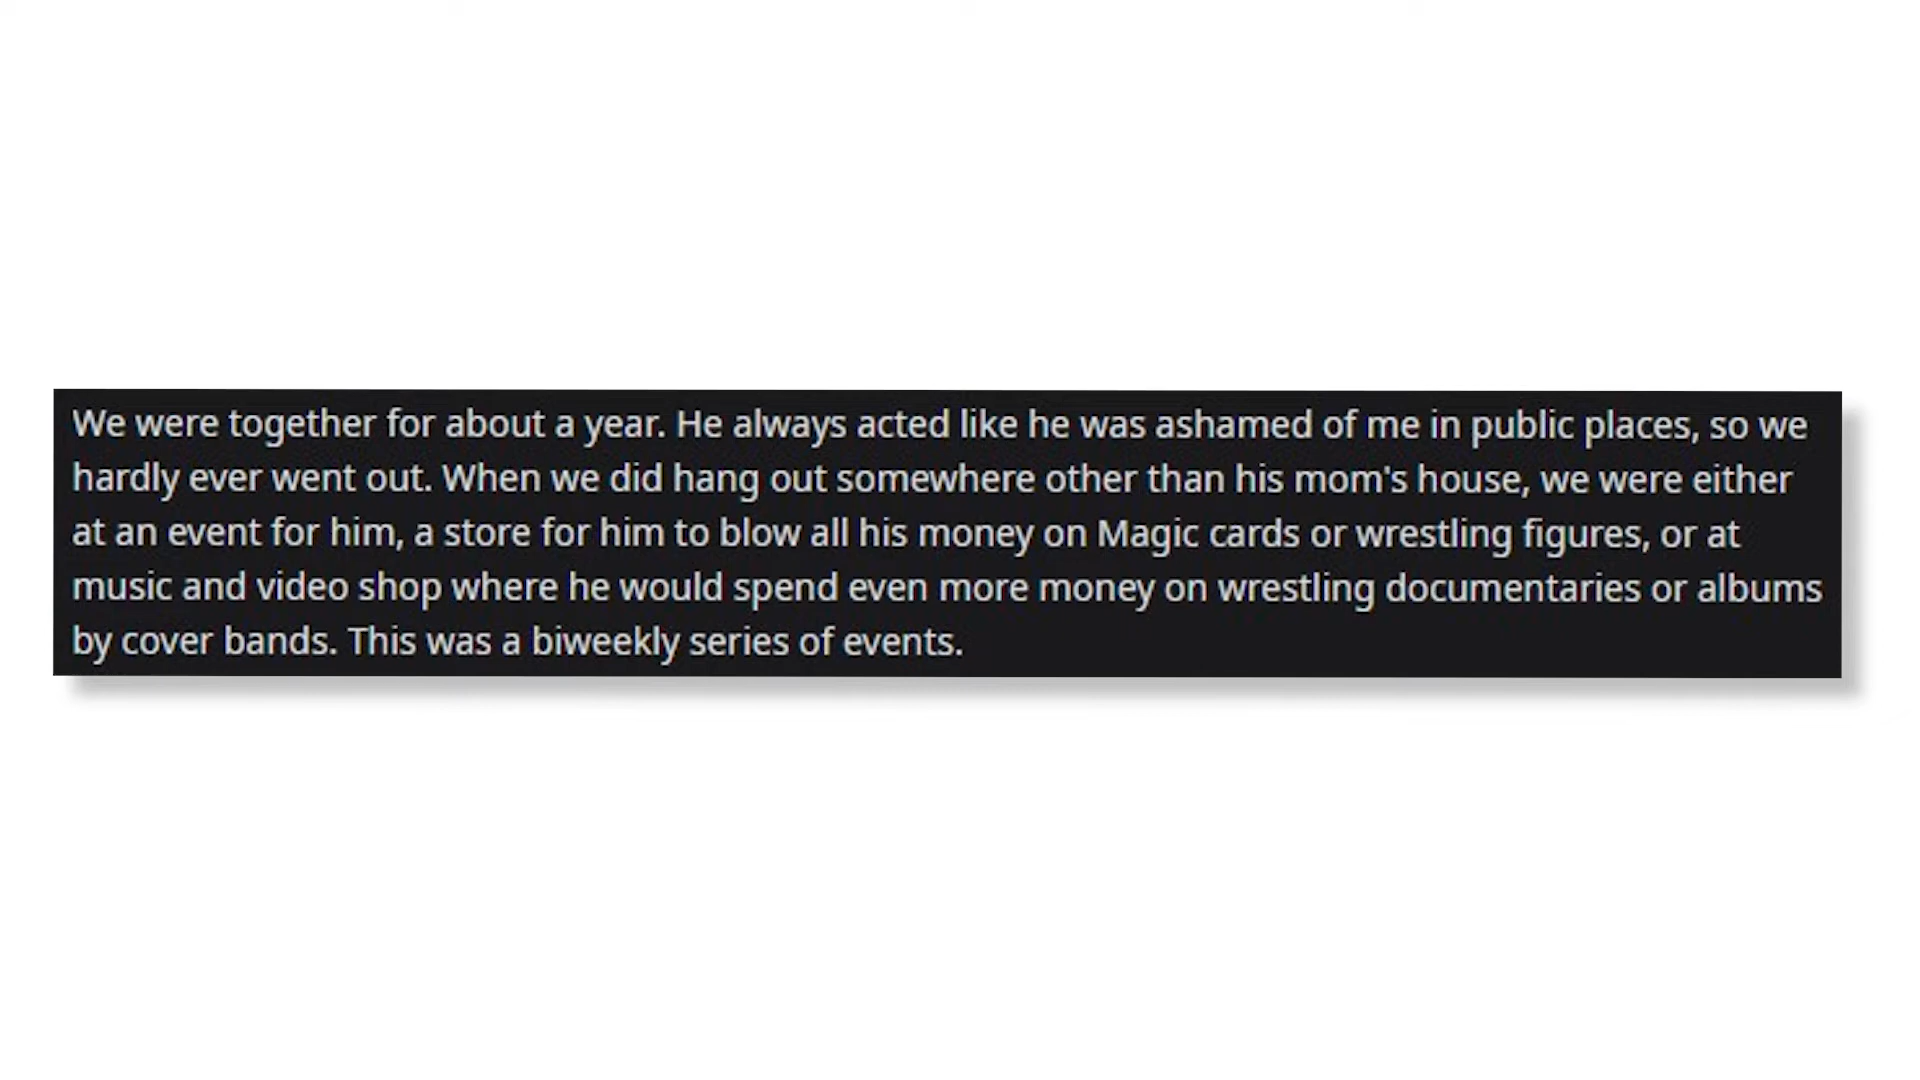 We were together for about a year. He always acted like he was ashamed of me in public places, so we
hardly ever went out. When we did hang out somewhere other than his mom's house, we were either
at an event for him, a store for him to blow all his money on Magic cards or wrestling figures, or at
music and video shop where he would spend even more money on wrestling documentaries or albums
by cover bands. This was a biweekly series of events.